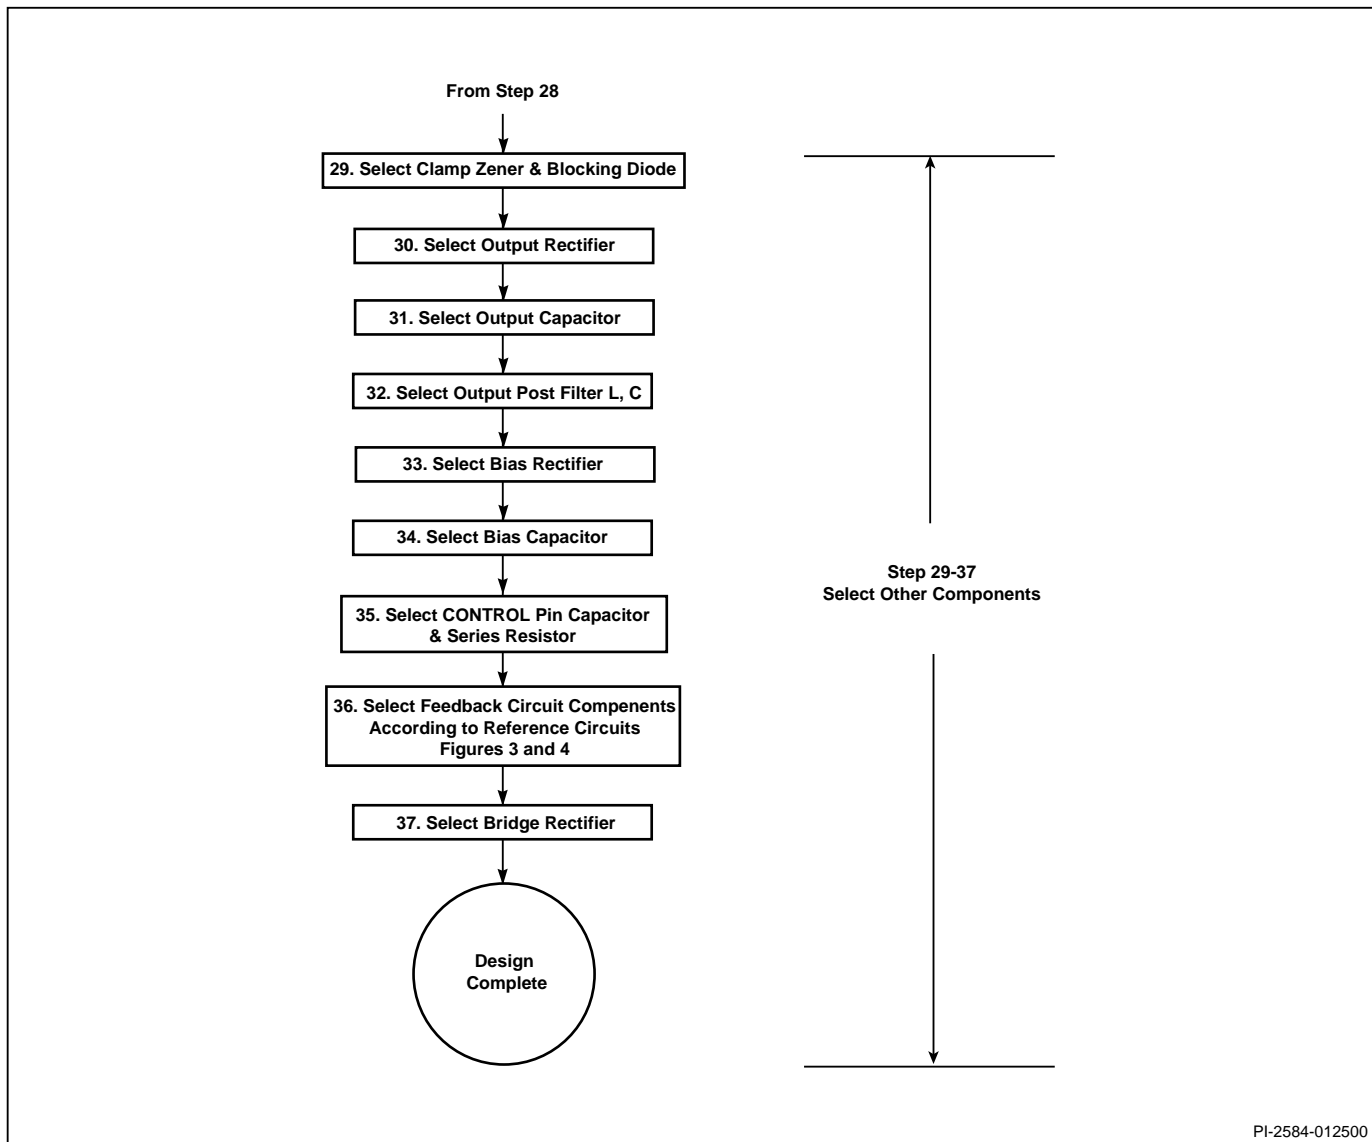 From Step 28
29. Select Clamp Zener & Blocking Diode
30. Select Output Rectifier
31. Select Output Capacitor
32. Select Output Post Filter L, C
33. Select Bias Rectifier
34. Select Bias Capacitor
35. Select CONTROL Pin Capacitor
& Series Resistor
36. Select Feedback Circuit Compenents
According to Reference Circuits
Figures 3 and 4
37. Select Bridge Rectifier
Design
Complete
Step 29-37
Select Other Components
PI-2584-012500